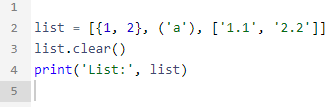 1
2 list = [{1, 2}, ('a'), ['1.1', '2.2']]
3 list.clear()
4 print('List:', list)
5